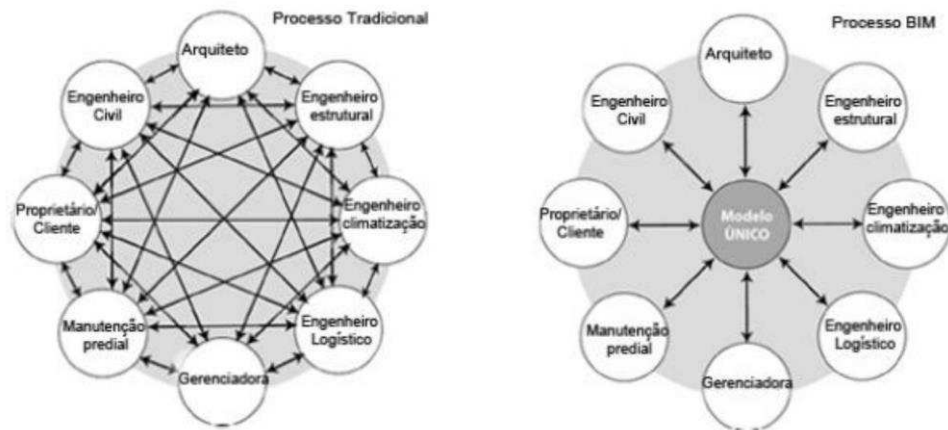 Processo Tradicional
Arquiteto
Engenheiro
Civil
Engenheiro
estrutural
Proprietário/
Cliente
Engenheiro
climatização
Manutenção
predial
Engenheiro
Logístico
Gerenciadora
Processo BIM
Arquiteto
Engenheiro
Civil
Engenheiro
estrutural
Proprietário/
Cliente
Modelo
ÚNICO
Engenheiro
climatização
Manutenção
predial
Engenheiro
Logístico
Gerenciadora